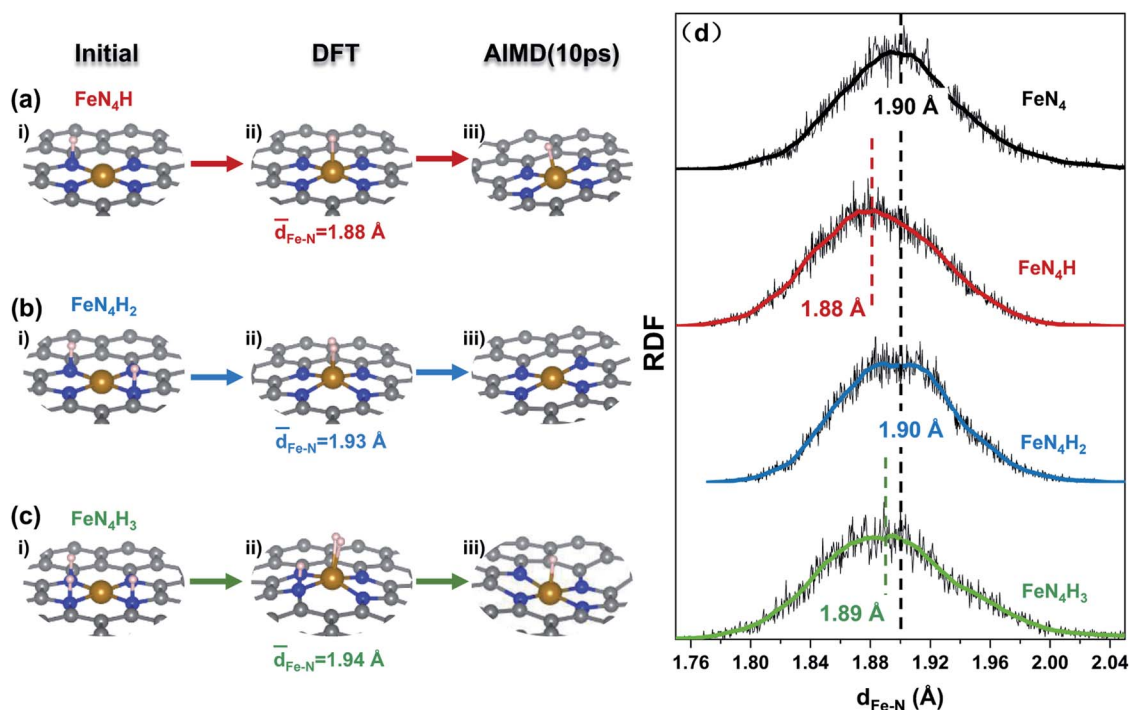 Initial DFT AIMD(10ps)
(a) FeN₄H
i) ii) iii)
d̅Fe-N=1.88 Å
(b) FeN₄H₂
i) ii) iii)
d̅Fe-N=1.93 Å
(c) FeN₄H₃
i) ii) iii)
d̅Fe-N=1.94 Å
(d)
RDF
1.90 Å
FeN₄
FeN₄H
1.88 Å
1.90 Å
FeN₄H₂
FeN₄H₃
1.89 Å
1.76 1.80 1.84 1.88 1.92 1.96 2.00 2.04
dFe-N (Å)